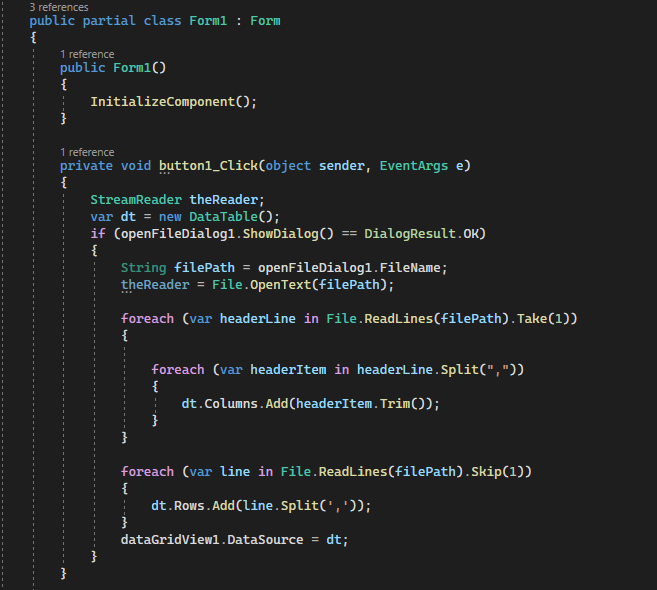 3 references
public partial class Form1 : Form
{
1 reference
public Form1()
{
InitializeComponent();
}
1 reference
private void button1_Click(object sender, EventArgs e)
{
StreamReader theReader;
var dt = new DataTable();
if (openFileDialog1.ShowDialog() == DialogResult.OK)
{
String filePath = openFileDialog1.FileName;
theReader = File.OpenText(filePath);
foreach (var headerLine in File.ReadLines(filePath).Take(1))
{
foreach (var headerItem in headerLine.Split(","))
{
dt.Columns.Add(headerItem.Trim());
}
}
foreach (var line in File.ReadLines(filePath).Skip(1))
{
dt.Rows.Add(line.Split(','));
}
dataGridView1.DataSource = dt;
}
}